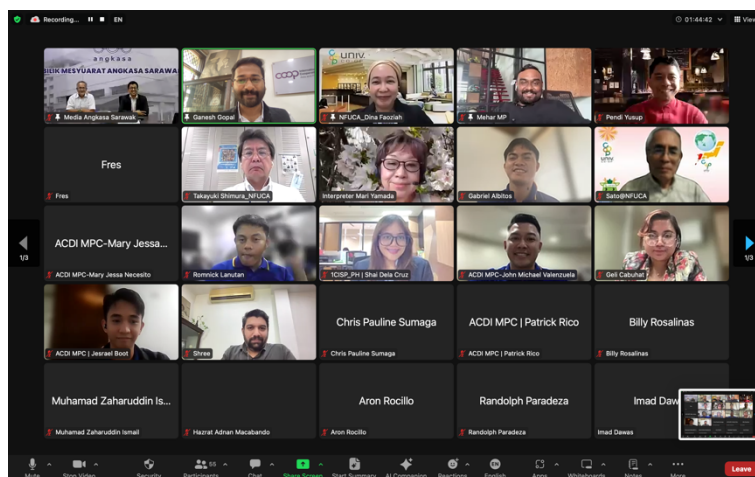 Recording...
EN
01:44:42
View
angkasa
BILIK MESYUARAT ANGKASA SARAWA
Media Angkasa Sarawak
coop
Ganesh Gopal
univ.
NFUCA_Dina Faoziah
Mehar MP
Pendi Yusup
Fres
Fres
Takayuki Shimura_NFUCA
Interpreter Mari Yamada
Gabriel Albitos
univ
Sato@NFUCA
ACDI MPC-Mary Jessa...
ACDI MPC-Mary Jessa Necesito
Romnick Lanutan
1CISP_PH | Shai Dela Cruz
ACDI MPC-John Michael Valenzuela
Geli Cabuhat
1/3
1/3
ACDI MPC | Jesrael Boot
Shree
Chris Pauline Sumaga
Chris Pauline Sumaga
ACDI MPC | Patrick Rico
ACDI MPC | Patrick Rico
Billy Rosalinas
Billy Rosalinas
Muhamad Zaharuddin Is...
Muhamad Zaharuddin Ismail
Hazrat Adnan Macabando
Aron Rocillo
Aron Rocillo
Randolph Paradeza
Randolph Paradeza
Imad Daw
Imad Dawas
Mute
Stop Video
Security
Participants
55
Chat
Share Screen
Start Summary
AI Companion
Reactions
EN
English
Apps
Whiteboards
Notes
More
Leave